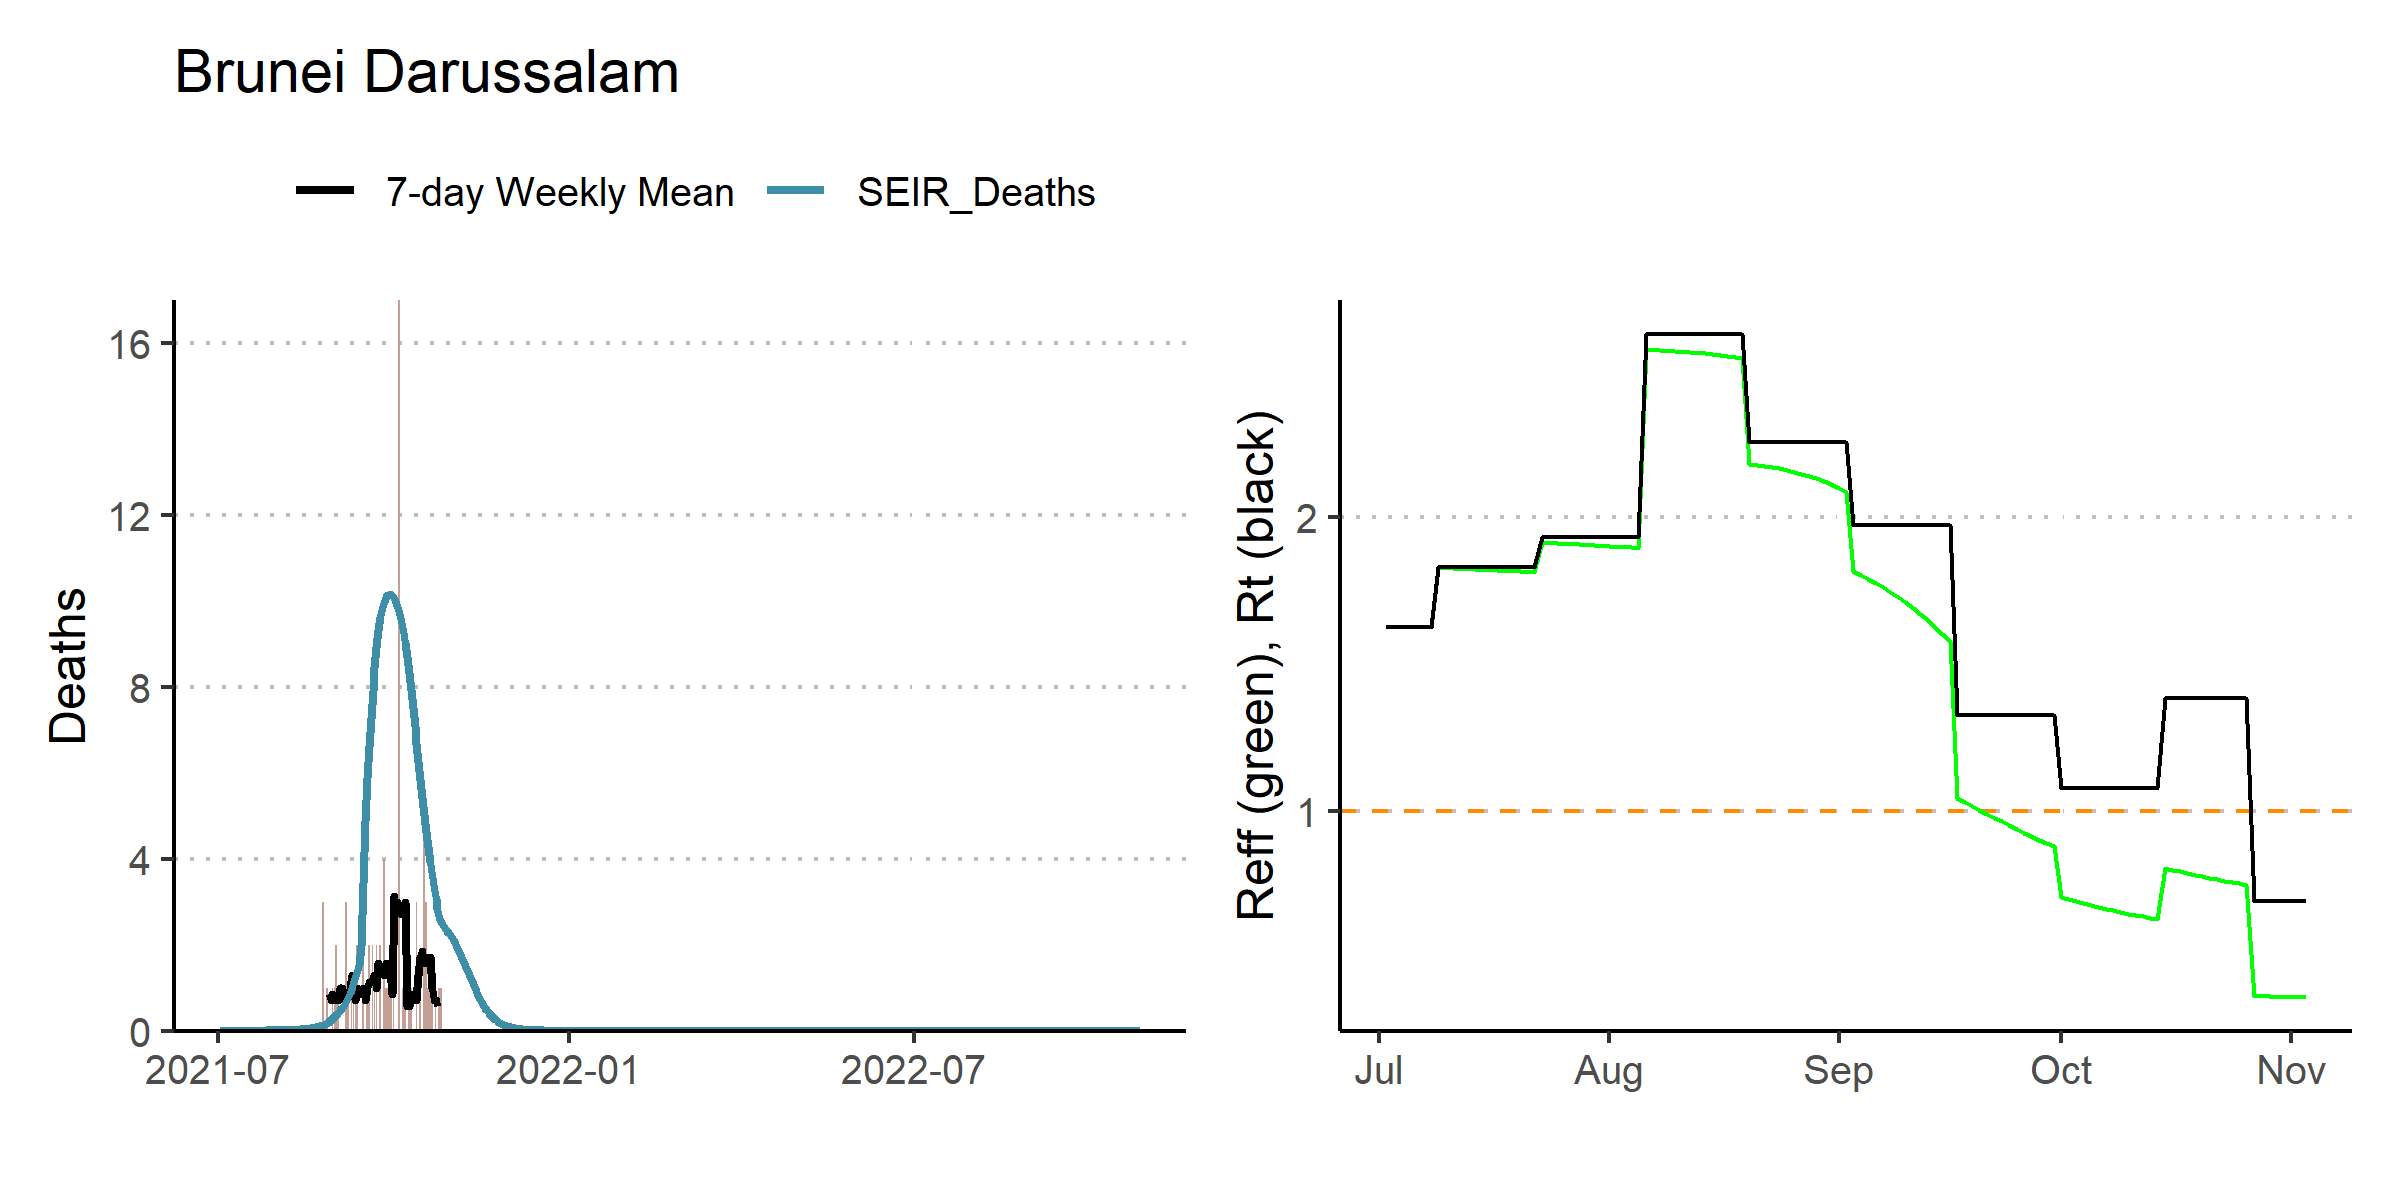 Brunei Darussalam
7-day Weekly Mean
SEIR_Deaths
Deaths
16
12
8
4
0
2021-07
2022-01
2022-07
Reff (green), Rt (black)
2
1
Jul
Aug
Sep
Oct
Nov